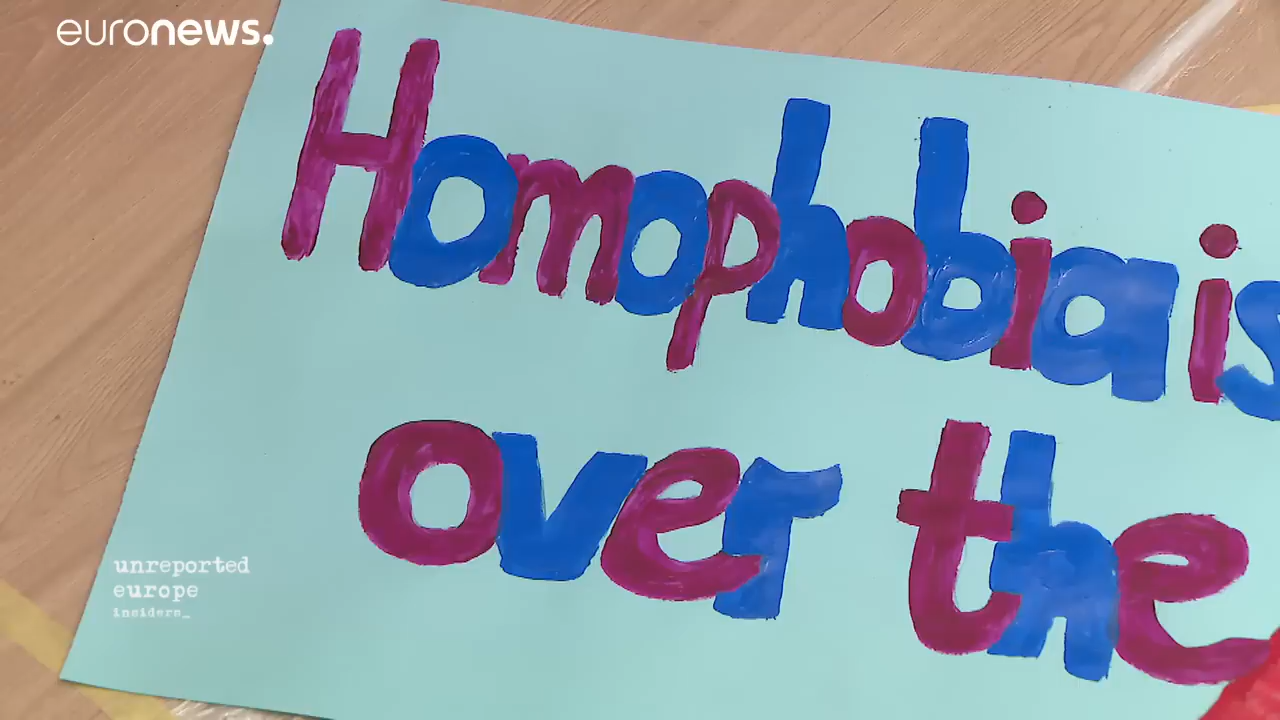 euronews.
Homophobia is
over the
unreported
europe
insiders_